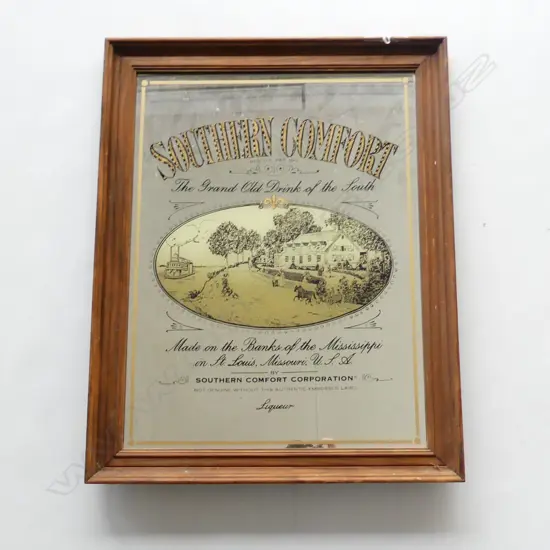 SOUTHERN COMFORT
The Grand Old Drink of the South
Made on the Banks of the Mississippi
in St Louis, Missouri, U.S.A.
BY
SOUTHERN COMFORT CORPORATION
Liqueur